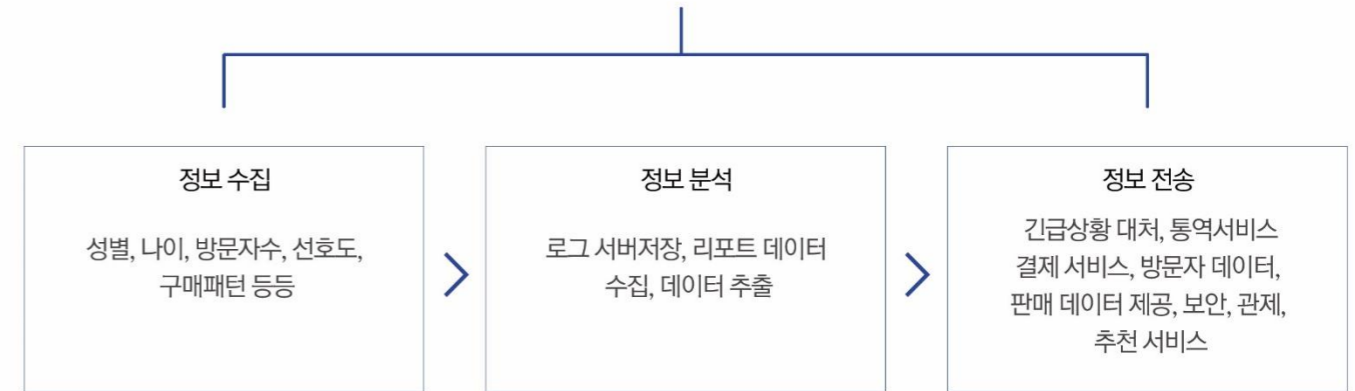 정보 수집
성별, 나이, 방문자수, 선호도,
구매패턴 등등
정보 분석
로그 서버저장, 리포트 데이터
수집, 데이터 추출
정보 전송
긴급상황 대처, 통역서비스
결제 서비스, 방문자 데이터,
판매 데이터 제공, 보안, 관제,
추천 서비스